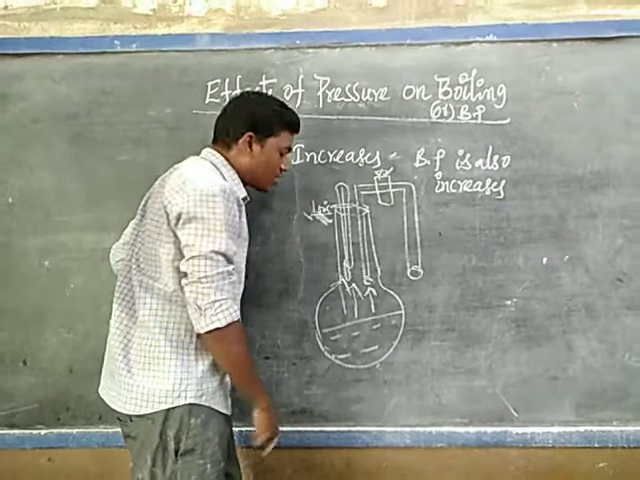 Effect of Pressure on Boiling
(or) B.P
Increases - B.P is also
increases